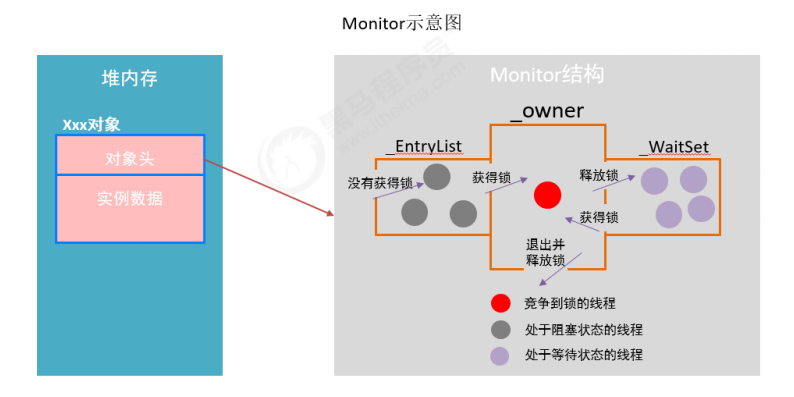 Monitor示意图
堆内存
Xxx对象
对象头
实例数据
Monitor结构
_owner
_EntryList
_WaitSet
没有获得锁
获得锁
释放锁
获得锁
退出并
释放锁
竞争到锁的线程
处于阻塞状态的线程
处于等待状态的线程
黑马程序员
www.itheima.com